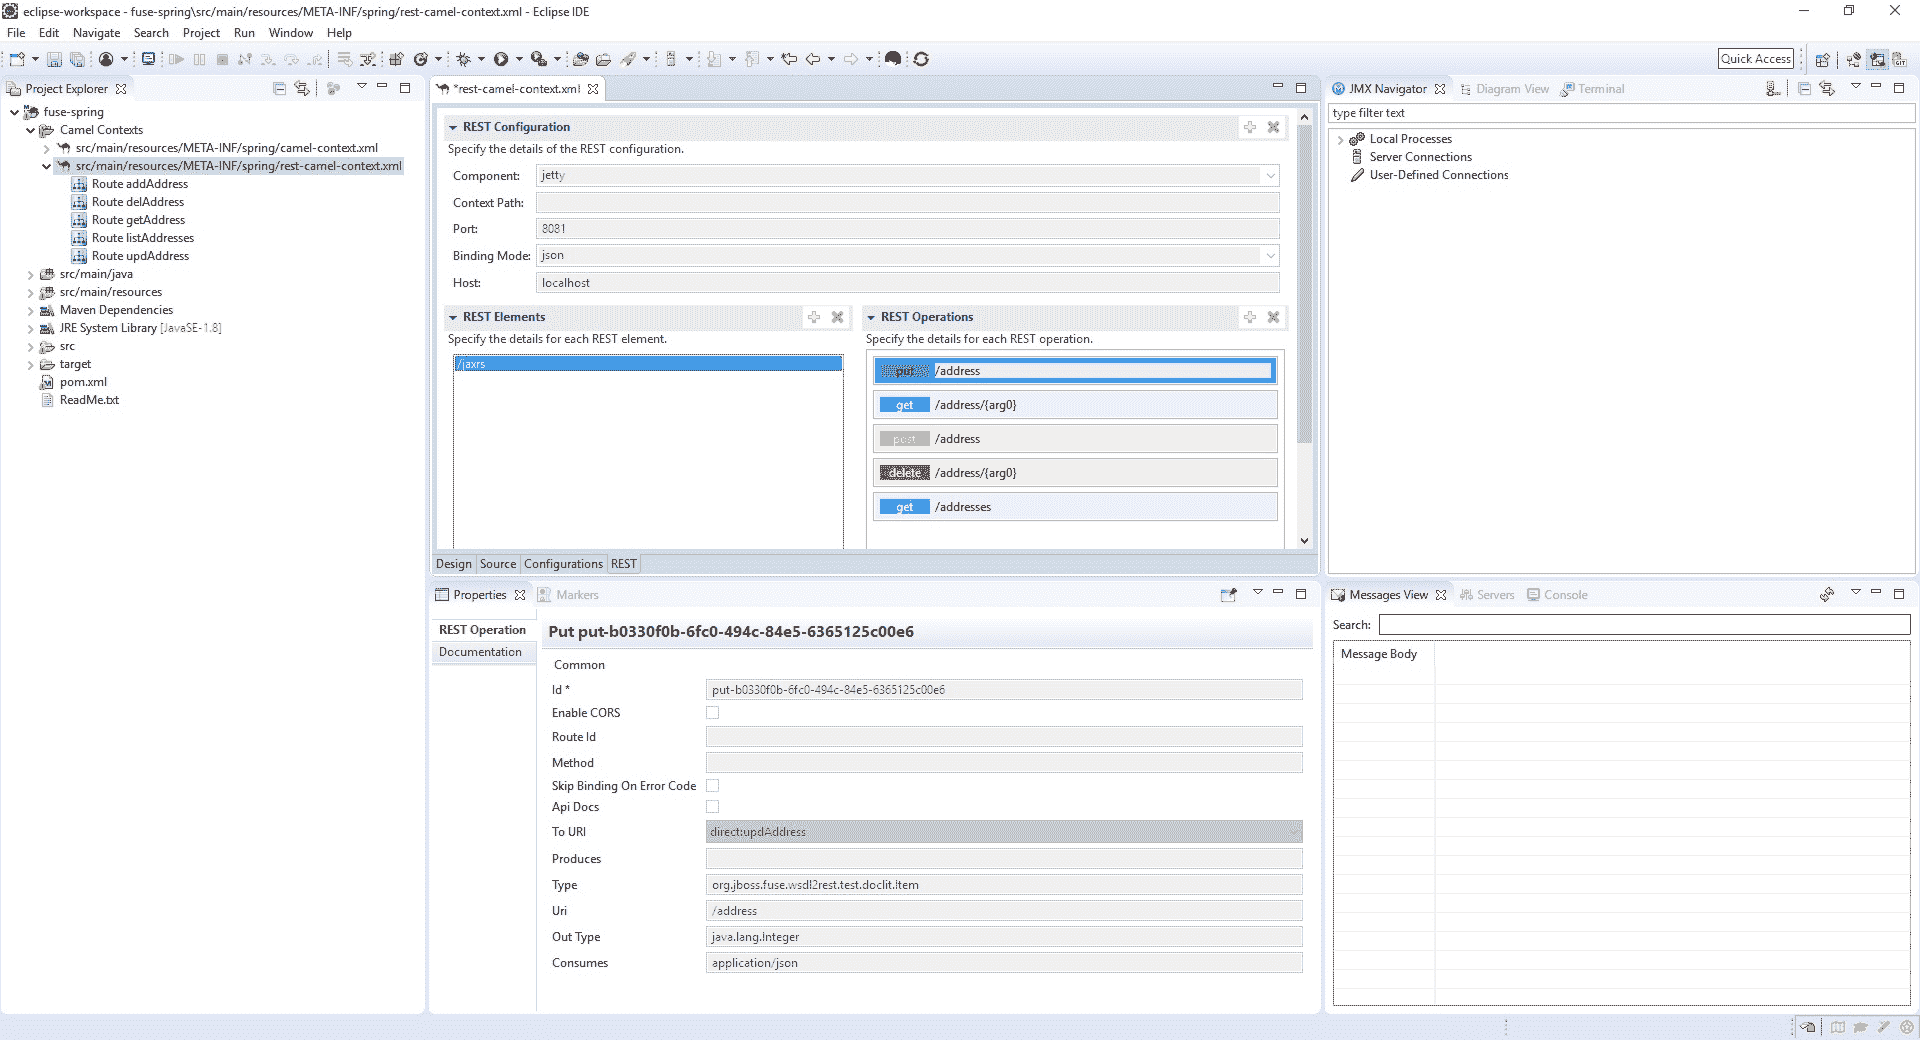 eclipse-workspace - fuse-spring\src/main/resources/META-INF/spring/rest-camel-context.xml - Eclipse IDE
File Edit Navigate Search Project Run Window Help
Quick Access
Project Explorer
fuse-spring
Camel Contexts
src/main/resources/META-INF/spring/camel-context.xml
src/main/resources/META-INF/spring/rest-camel-context.xml
Route addAddress
Route delAddress
Route getAddress
Route listAddresses
Route updAddress
src/main/java
src/main/resources
Maven Dependencies
JRE System Library [JavaSE-1.8]
src
target
pom.xml
ReadMe.txt
*rest-camel-context.xml
REST Configuration
Specify the details of the REST configuration.
Component: jetty
Context Path:
Port: 8081
Binding Mode: json
Host: localhost
REST Elements
Specify the details for each REST element.
/jaxrs
REST Operations
Specify the details for each REST operation.
put /address
get /address/{arg0}
post /address
delete /address/{arg0}
get /addresses
Design Source Configurations REST
Properties Markers
REST Operation
Documentation
Put put-b0330f0b-6fc0-494c-84e5-6365125c00e6
Common
Id * put-b0330f0b-6fc0-494c-84e5-6365125c00e6
Enable CORS
Route Id
Method
Skip Binding On Error Code
Api Docs
To URI direct:updAddress
Produces
Type org.jboss.fuse.wsdl2rest.test.doclit.Item
Uri /address
Out Type java.lang.Integer
Consumes application/json
JMX Navigator Diagram View Terminal
type filter text
Local Processes
Server Connections
User-Defined Connections
Messages View Servers Console
Search:
Message Body